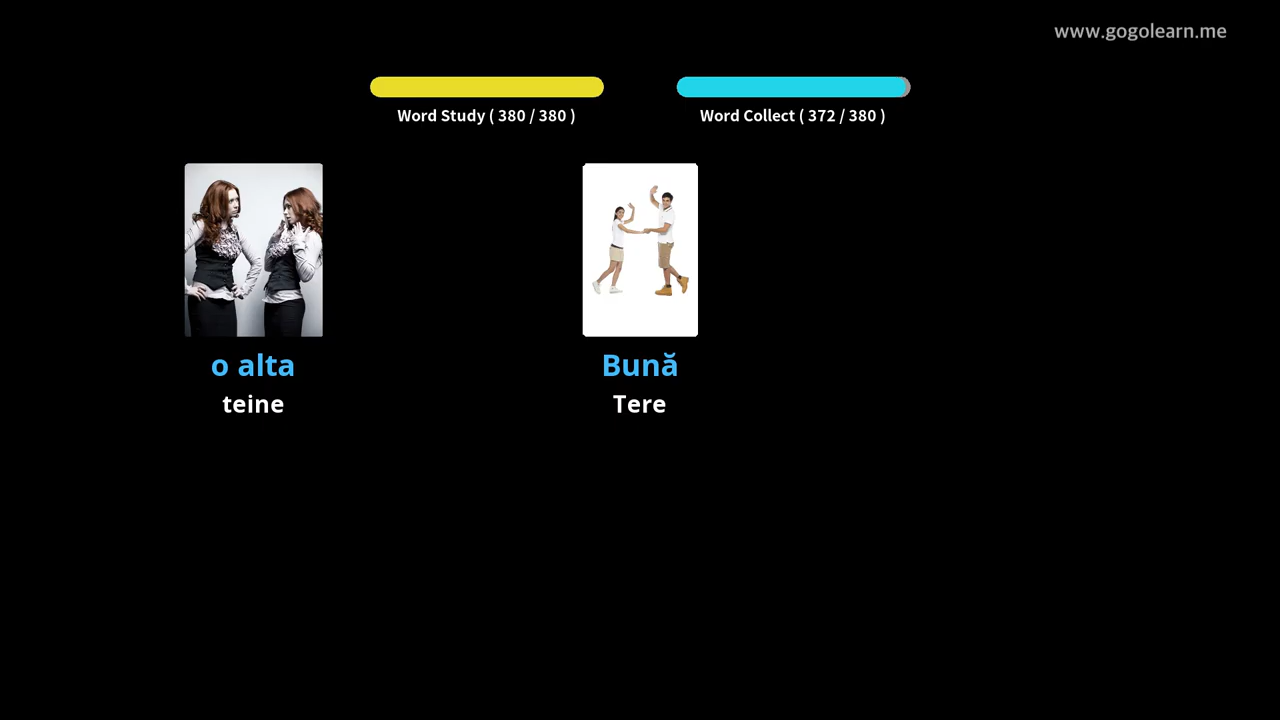 www.gogolearn.me
Word Study ( 380 / 380 )
Word Collect ( 372 / 380 )
o alta
teine
Bună
Tere